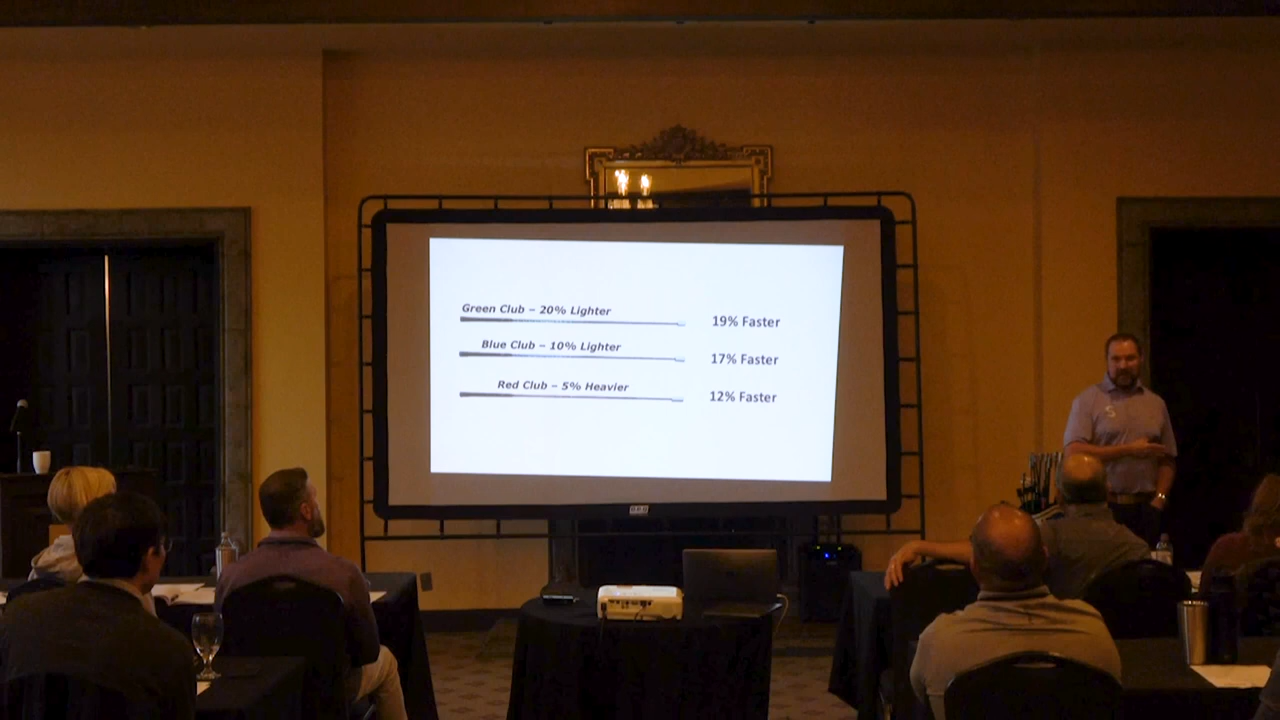 Green Club – 20% Lighter
19% Faster
Blue Club – 10% Lighter
17% Faster
Red Club – 5% Heavier
12% Faster